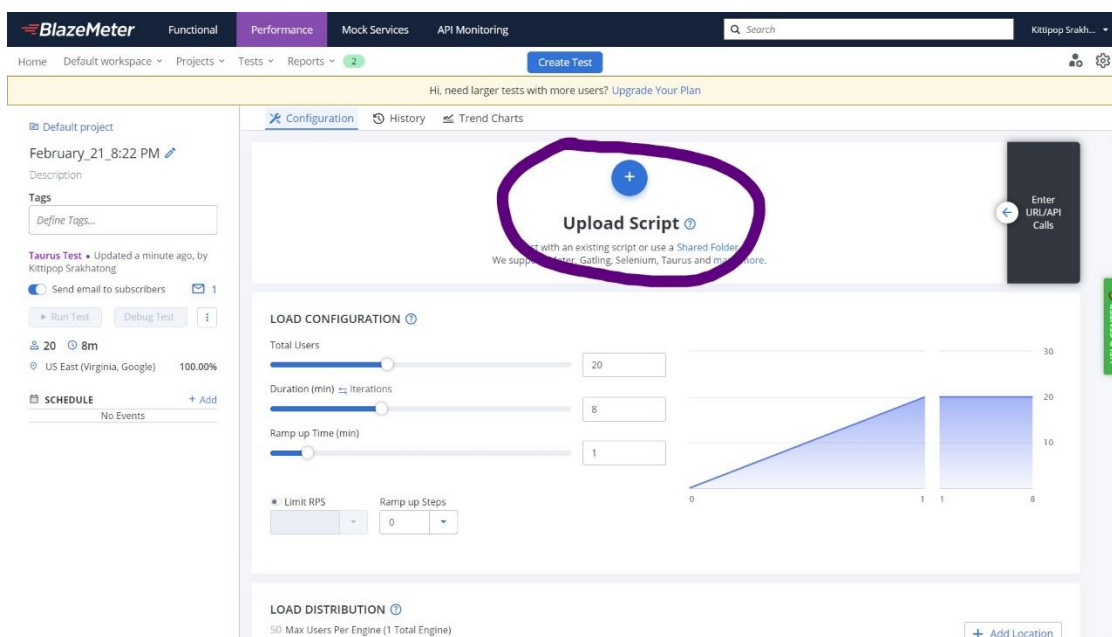 BlazeMeter Functional Performance Mock Services API Monitoring Search Kittipop Srakh...
Home Default workspace Projects Tests Reports 2 Create Test
Hi, need larger tests with more users? Upgrade Your Plan
Default project
February_21_8:22 PM
Description
Tags
Define Tags...
Taurus Test • Updated a minute ago, by
Kittipop Srakhatong
Send email to subscribers 1
Run Test Debug Test
20 8m
US East (Virginia, Google) 100.00%
SCHEDULE + Add
No Events
Configuration History Trend Charts
Upload Script
with an existing script or use a Shared Folder
We Gatling, Selenium, Taurus and
Enter
URL/API
Calls
LOAD CONFIGURATION
Total Users
20
Duration (min) Iterations
8
Ramp up Time (min)
1
Limit RPS Ramp up Steps
0
30
20
10
0 1 1 8
LOAD DISTRIBUTION
50 Max Users Per Engine (1 Total Engine)
+ Add Location